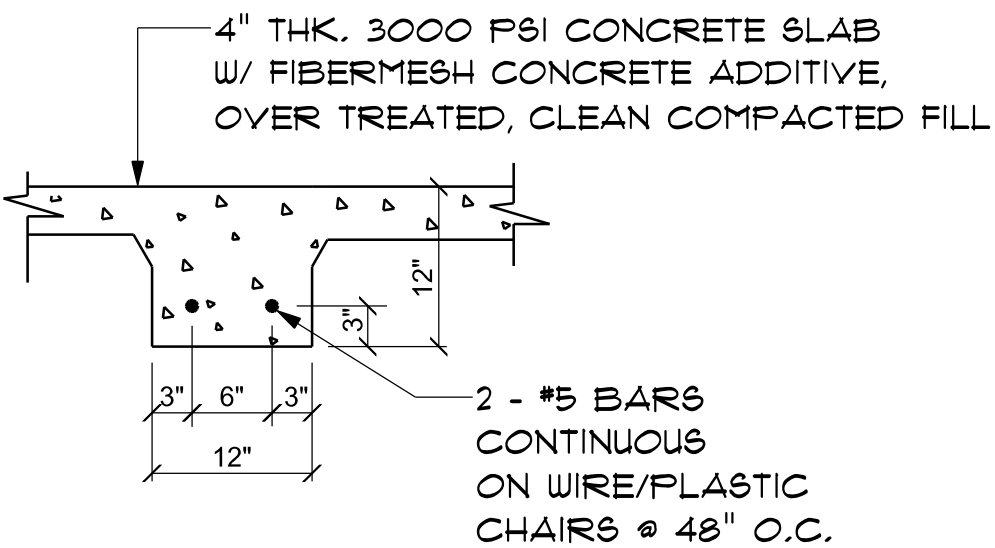 4" THK. 3000 PSI CONCRETE SLAB
W/ FIBERMESH CONCRETE ADDITIVE,
OVER TREATED, CLEAN COMPACTED FILL
12"
3"
3" 6" 3"
12"
2 - #5 BARS
CONTINUOUS
ON WIRE/PLASTIC
CHAIRS @ 48" O.C.